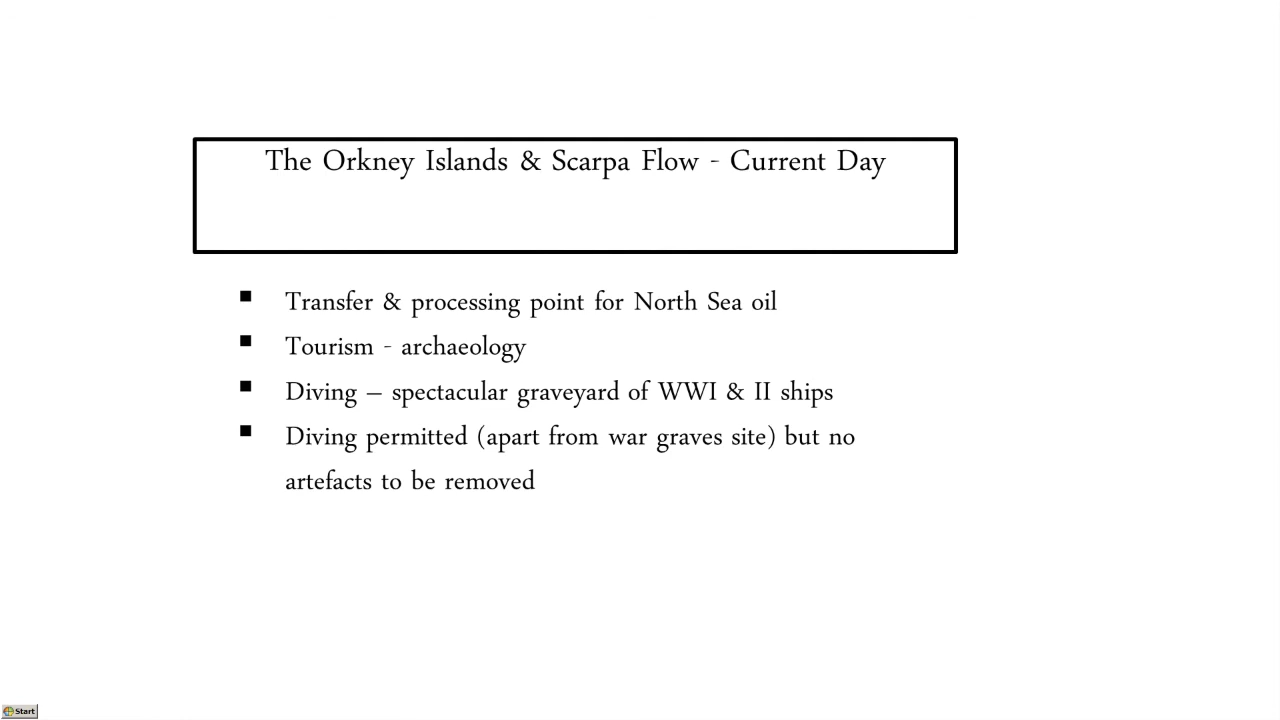 The Orkney Islands & Scarpa Flow - Current Day
▪ Transfer & processing point for North Sea oil
▪ Tourism - archaeology
▪ Diving – spectacular graveyard of WWI & II ships
▪ Diving permitted (apart from war graves site) but no
artefacts to be removed
Start